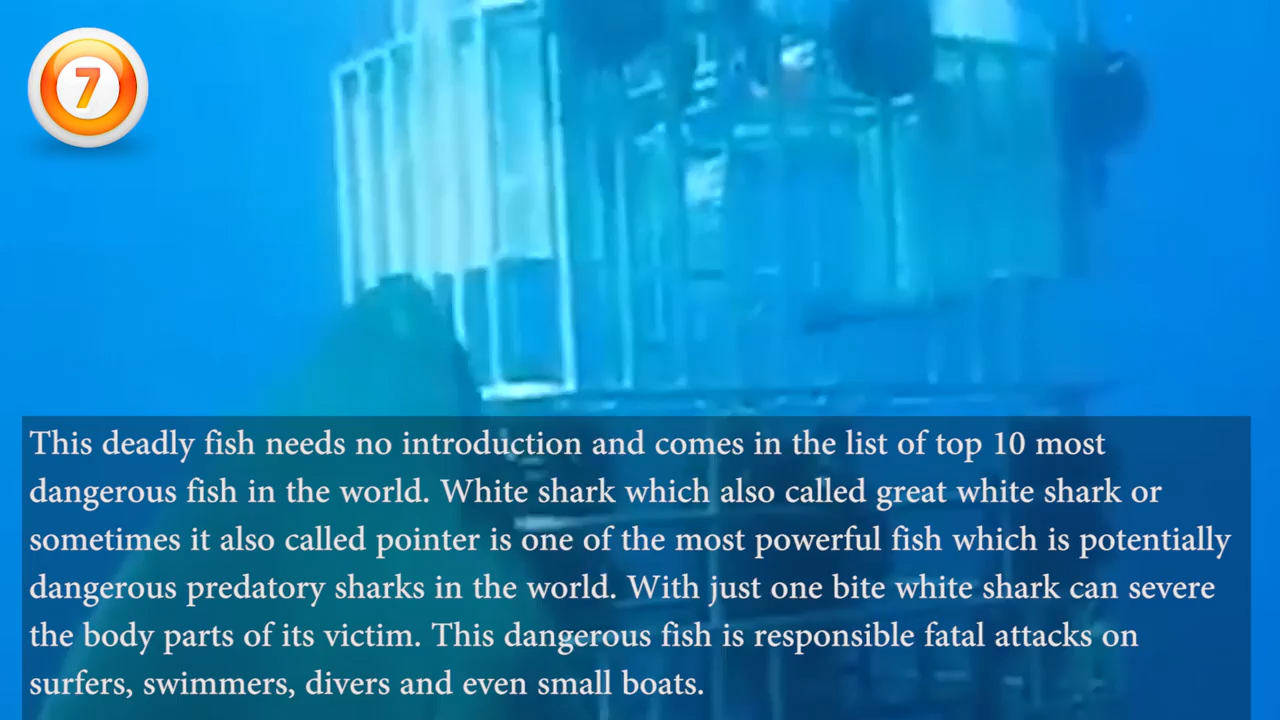 7
This deadly fish needs no introduction and comes in the list of top 10 most
dangerous fish in the world. White shark which also called great white shark or
sometimes it also called pointer is one of the most powerful fish which is potentially
dangerous predatory sharks in the world. With just one bite white shark can severe
the body parts of its victim. This dangerous fish is responsible fatal attacks on
surfers, swimmers, divers and even small boats.